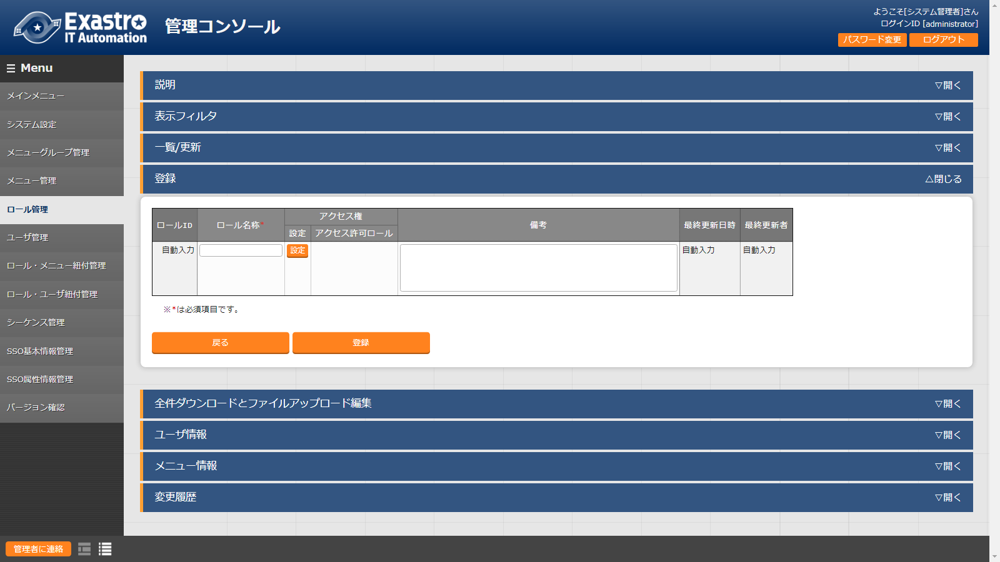 Exastro
IT Automation
管理コンソール
ようこそ[システム管理者]さん
ログインID [administrator]
パスワード変更
ログアウト
Menu
メインメニュー
システム設定
メニューグループ管理
メニュー管理
ロール管理
ユーザ管理
ロール・メニュー紐付管理
ロール・ユーザ紐付管理
シーケンス管理
SSO基本情報管理
SSO属性情報管理
バージョン確認
説明
▽開く
表示フィルタ
▽開く
一覧/更新
▽開く
登録
△閉じる
ロールID
ロール名称*
アクセス権
設定
アクセス許可ロール
備考
最終更新日時
最終更新者
自動入力
設定
自動入力
自動入力
※*は必須項目です。
戻る
登録
全件ダウンロードとファイルアップロード編集
▽開く
ユーザ情報
▽開く
メニュー情報
▽開く
変更履歴
▽開く
管理者に連絡